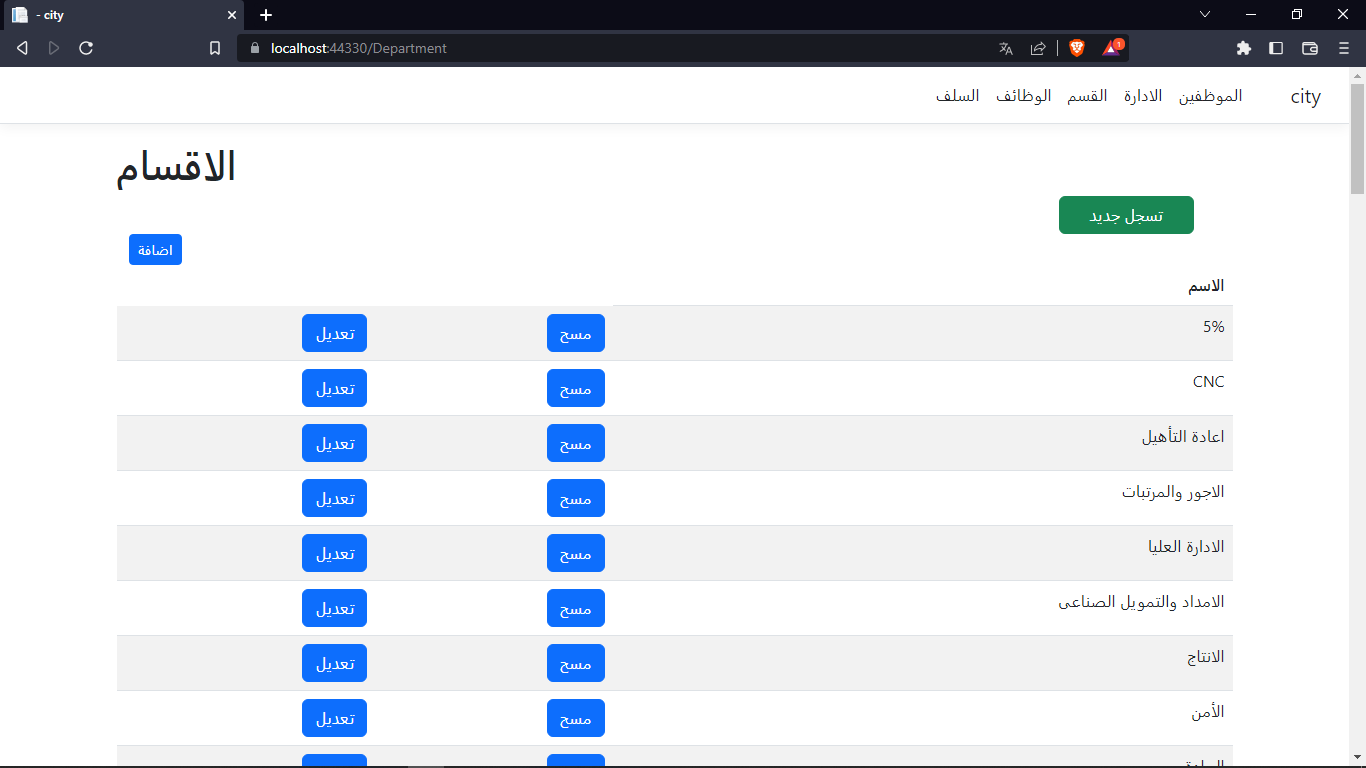 - city
localhost:44330/Department
1
city الموظفين الادارة القسم الوظائف السلف
الاقسام
تسجل جديد
اضافة
الاسم
5% مسح تعديل
CNC مسح تعديل
اعادة التأهيل مسح تعديل
الاجور والمرتبات مسح تعديل
الادارة العليا مسح تعديل
الامداد والتمويل الصناعى مسح تعديل
الانتاج مسح تعديل
الأمن مسح تعديل